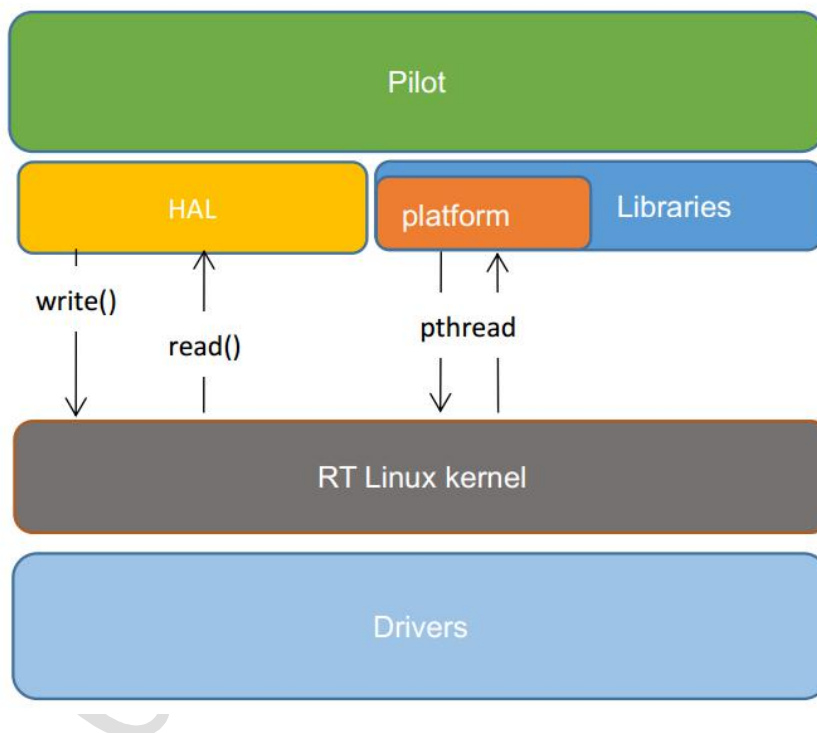 Pilot
HAL
platform
Libraries
write()
read()
pthread
RT Linux kernel
Drivers